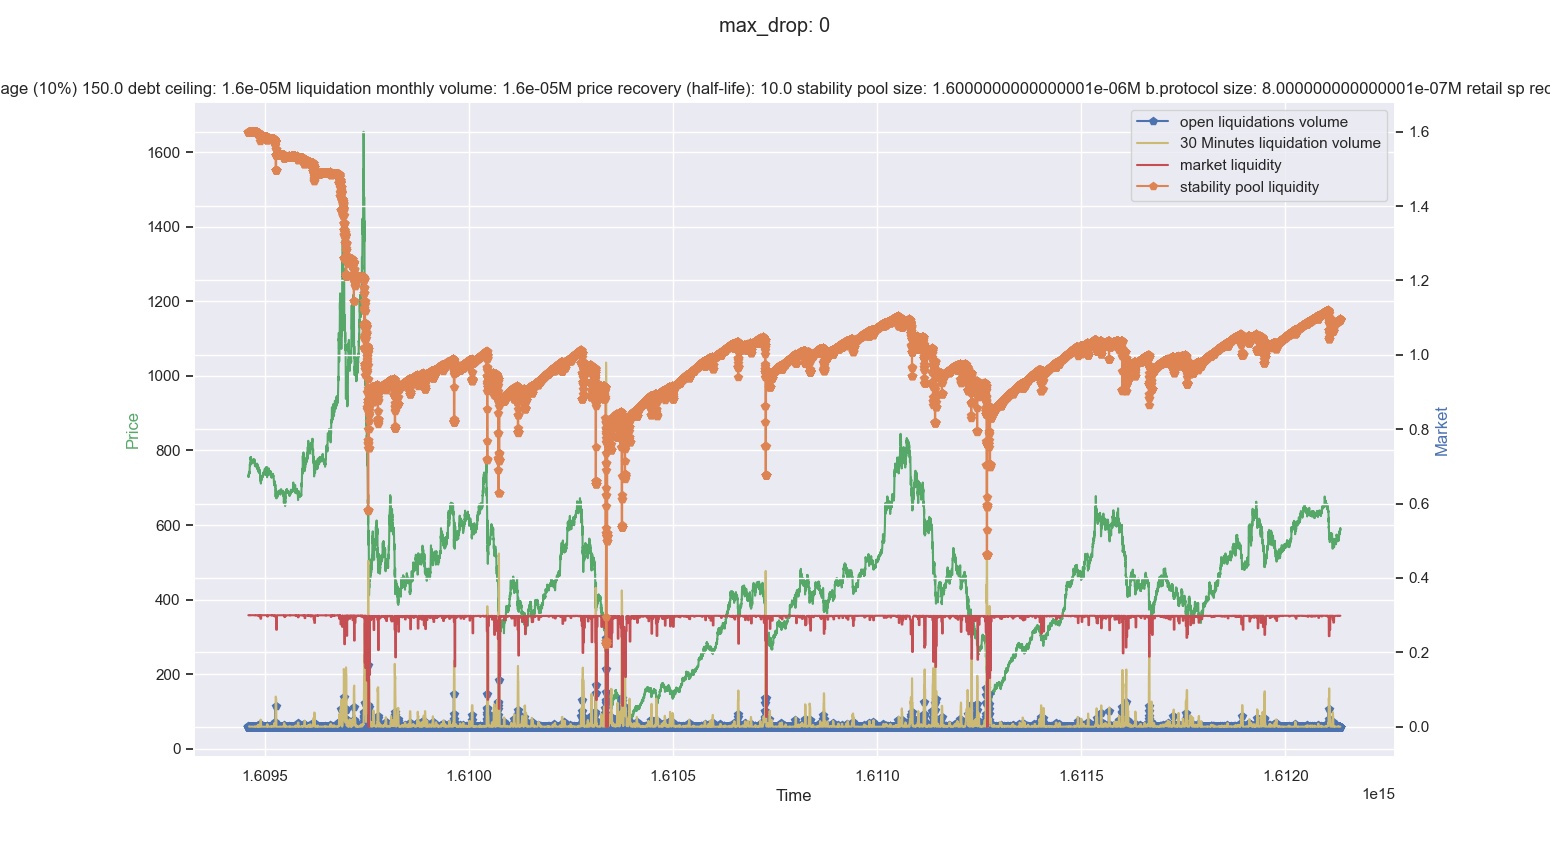 max_drop: 0
age (10%) 150.0 debt ceiling: 1.6e-05M liquidation monthly volume: 1.6e-05M price recovery (half-life): 10.0 stability pool size: 1.6000000000000001e-06M b.protocol size: 8.000000000000001e-07M retail sp rec
open liquidations volume
30 Minutes liquidation volume
market liquidity
stability pool liquidity
1600
1400
1200
1000
800
600
400
200
0
Price
1.6
1.4
1.2
1.0
0.8
0.6
0.4
0.2
0.0
Market
1.6095
1.6100
1.6105
1.6110
1.6115
1.6120
Time
1e15